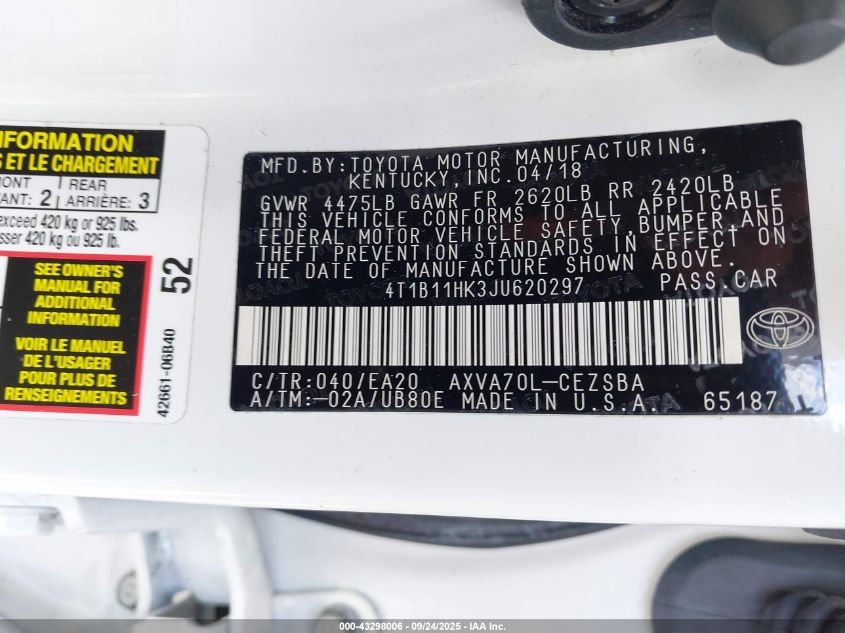 INFORMATION
ET LE CHARGEMENT
REAR
2 ARRIÈRE: 3
exceed 420 kg or 925 lbs.
420 kg ou 925 lb.
SEE OWNER'S
MANUAL FOR
ADDITIONAL
INFORMATION
VOIR LE MANUEL
DE L'USAGER
POUR PLUS DE
RENSEIGNEMENTS
52
42661-06B40
MFD.BY:TOYOTA MOTOR MANUFACTURING,
KENTUCKY,INC.04/18
GVWR 4475LB GAWR FR 2620LB RR 2420LB
THIS VEHICLE CONFORMS TO ALL APPLICABLE
FEDERAL MOTOR VEHICLE SAFETY,BUMPER,AND
THEFT PREVENTION STANDARDS IN EFFECT ON
THE DATE OF MANUFACTURE SHOWN ABOVE.
4T1B11HK3JU620297 PASS.CAR
C/TR:040/EA20 AXVA70L-CEZSBA
A/TM:-02A/UB80E MADE IN U.S.A. 65187
000-43298006 - 09/24/2025 - IAA Inc.